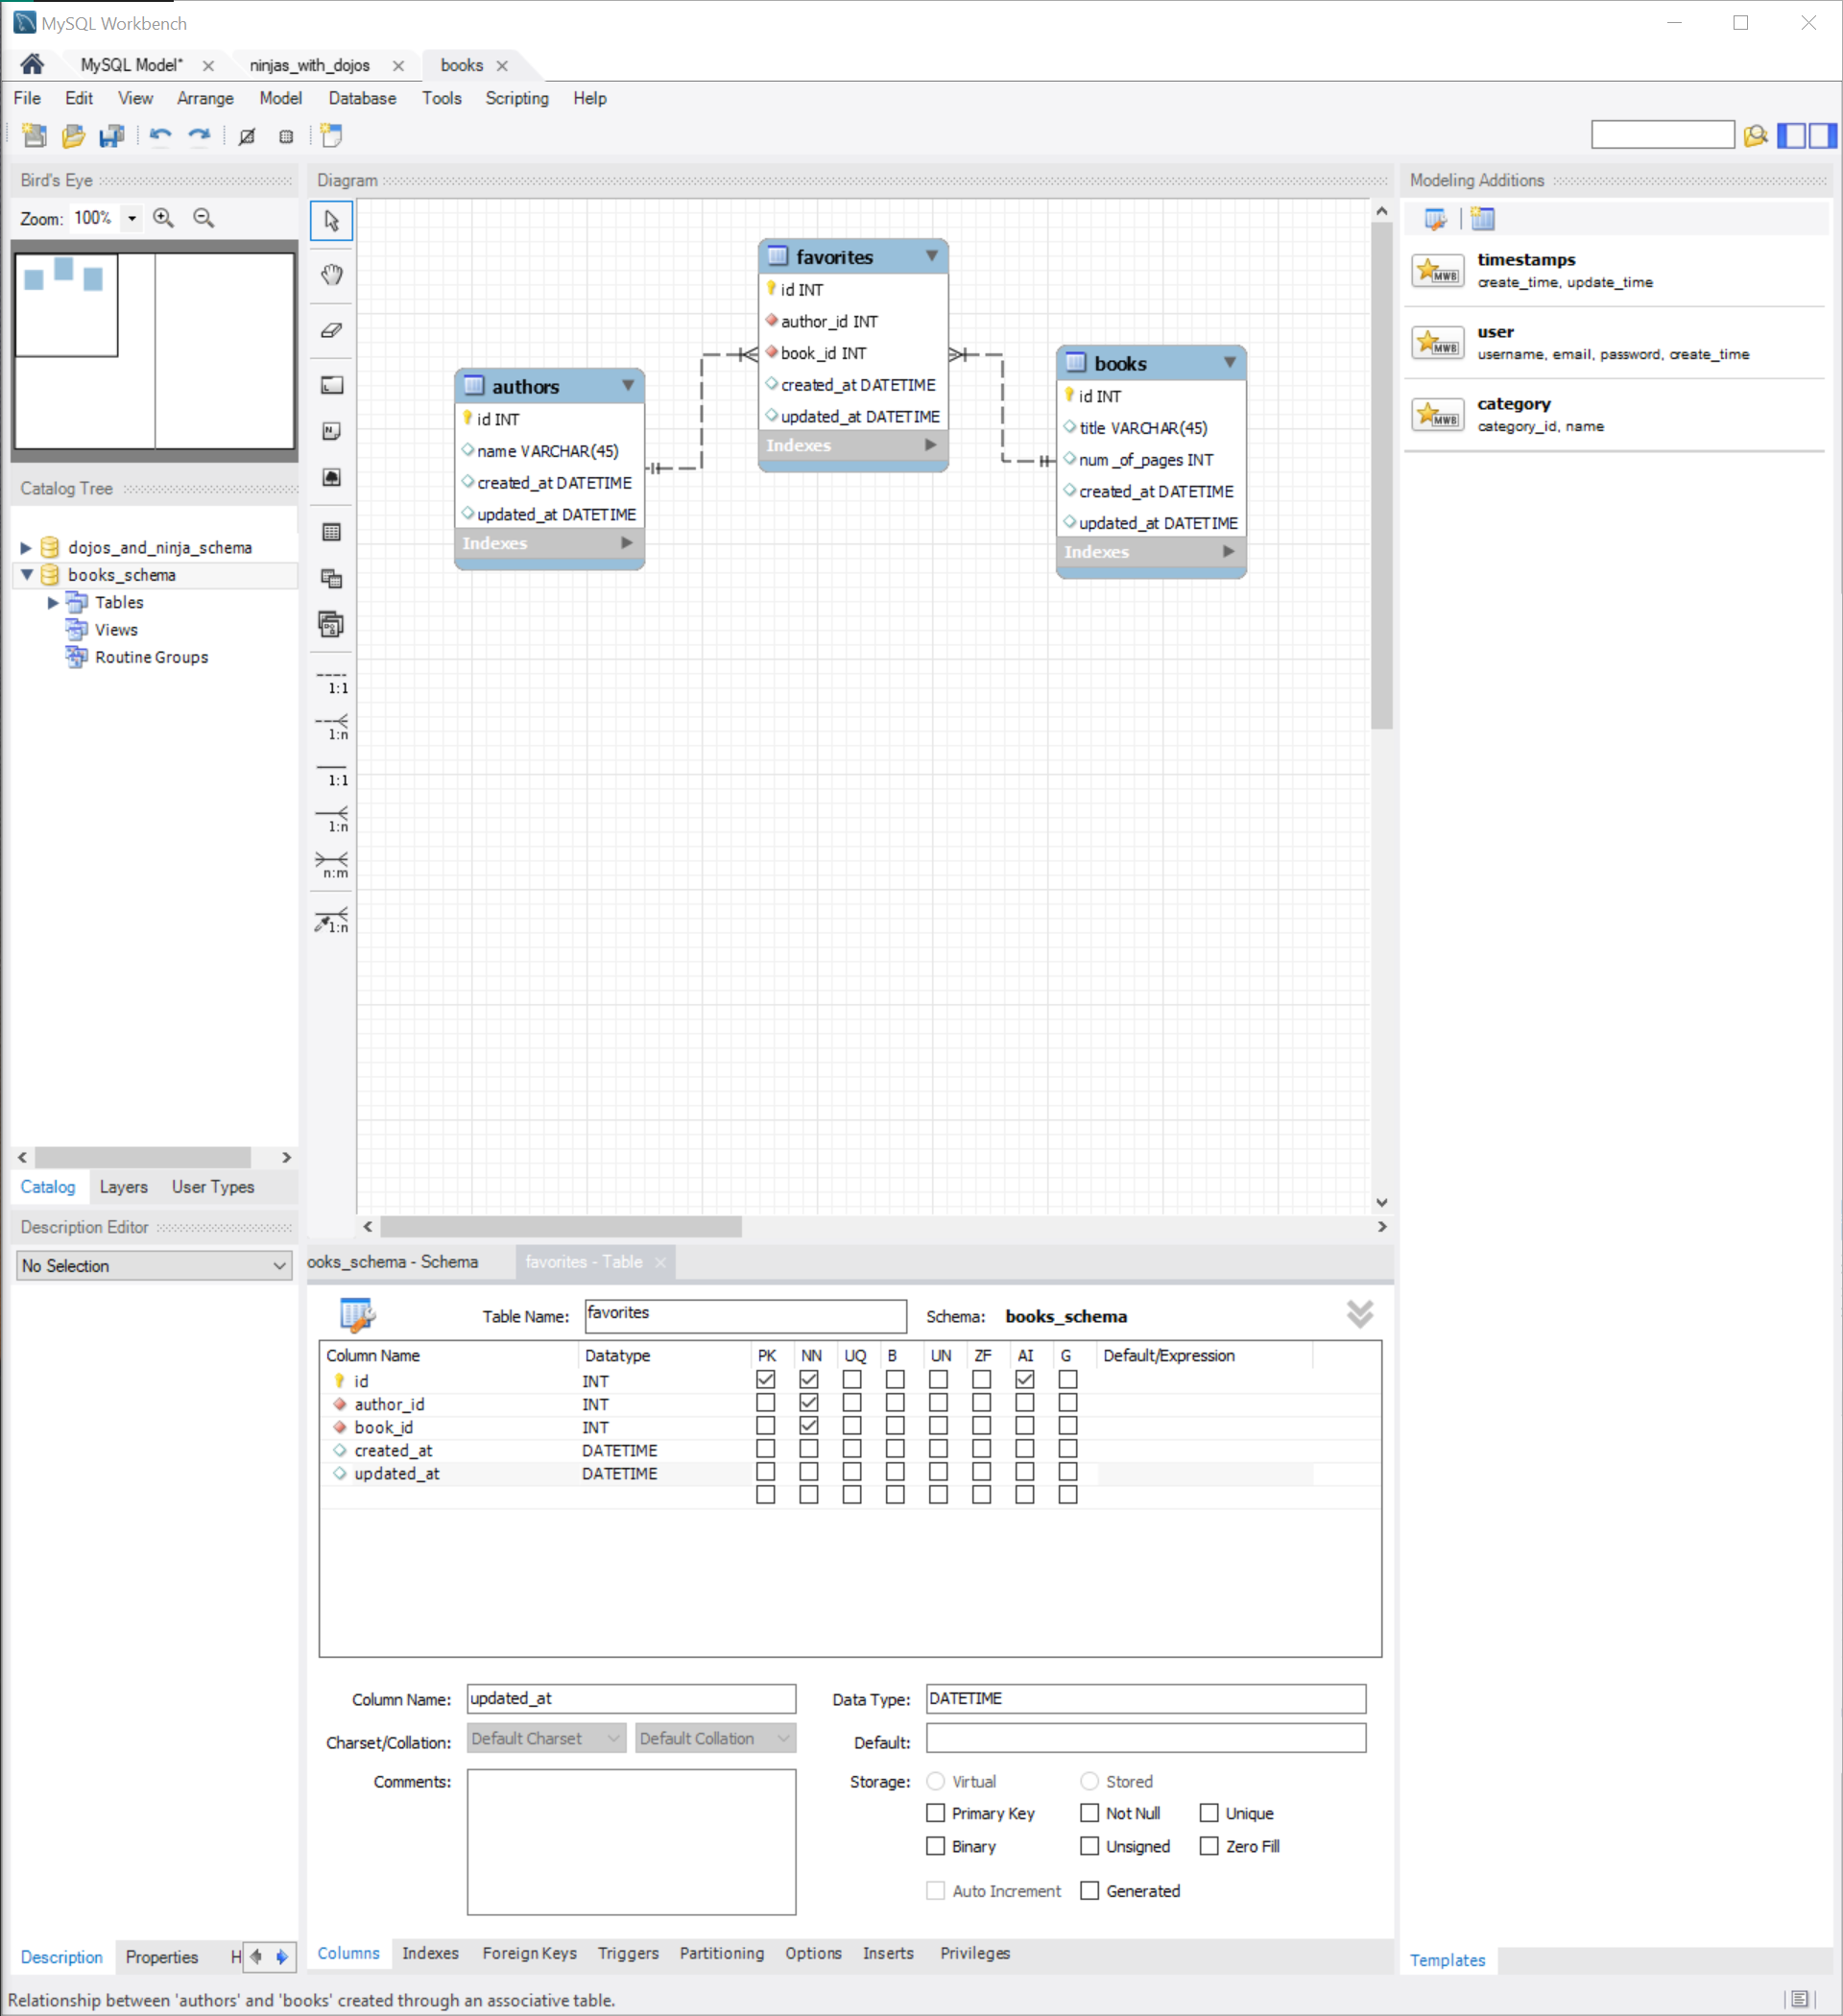 MySQL Workbench
MySQL Model* ninjas_with_dojos books
File Edit View Arrange Model Database Tools Scripting Help
Bird's Eye
Zoom: 100%
Catalog Tree
dojos_and_ninja_schema
books_schema
Tables
Views
Routine Groups
Catalog Layers User Types
Description Editor
No Selection
Description Properties H
Diagram
1:1
1:n
1:1
1:n
n:m
1:n
authors
id INT
name VARCHAR(45)
created_at DATETIME
updated_at DATETIME
Indexes
favorites
id INT
author_id INT
book_id INT
created_at DATETIME
updated_at DATETIME
Indexes
books
id INT
title VARCHAR(45)
num _of_pages INT
created_at DATETIME
updated_at DATETIME
Indexes
Modeling Additions
MWB
timestamps
create_time, update_time
MWB
user
username, email, password, create_time
MWB
category
category_id, name
Templates
ooks_schema - Schema favorites - Table
Table Name: favorites Schema: books_schema
Column Name Datatype PK NN UQ B UN ZF AI G Default/Expression
id INT
author_id INT
book_id INT
created_at DATETIME
updated_at DATETIME
Column Name: updated_at Data Type: DATETIME
Charset/Collation: Default Charset Default Collation Default:
Comments: Storage: Virtual Stored
Primary Key Not Null Unique
Binary Unsigned Zero Fill
Auto Increment Generated
Columns Indexes Foreign Keys Triggers Partitioning Options Inserts Privileges
Relationship between 'authors' and 'books' created through an associative table.